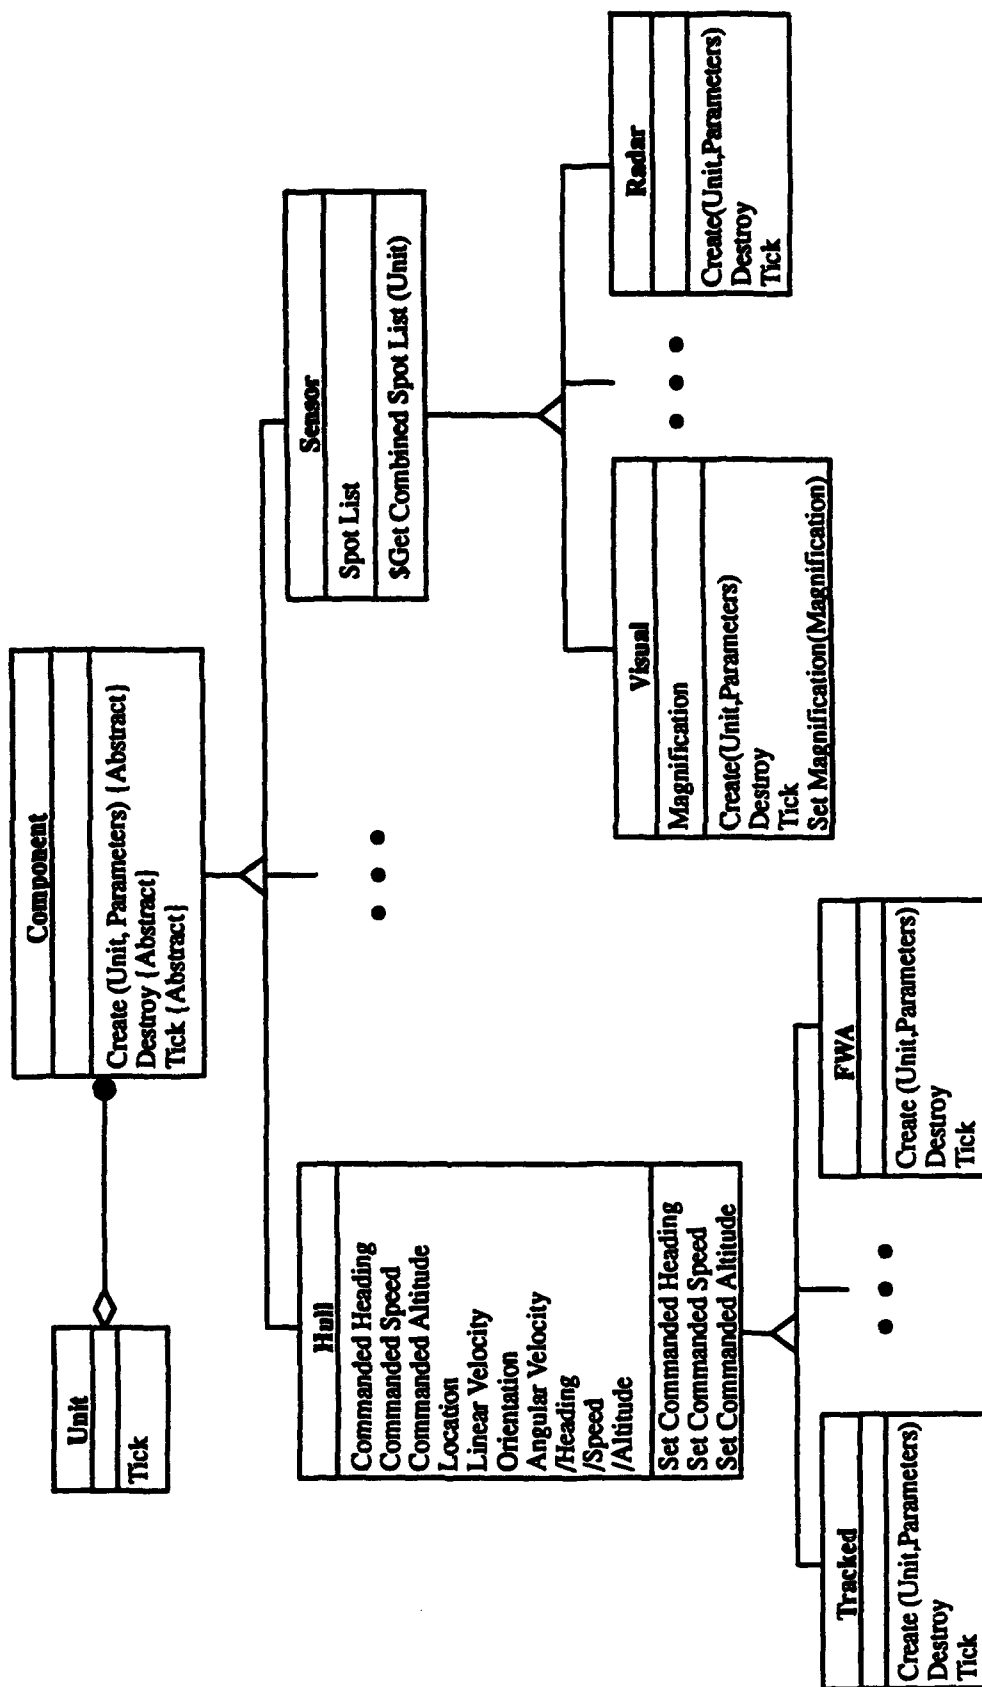 Unit
Tick
Component
Create (Unit, Parameters) {Abstract}
Destroy {Abstract}
Tick {Abstract}
Hull
Commanded Heading
Commanded Speed
Commanded Altitude
Location
Linear Velocity
Orientation
Angular Velocity
/Heading
/Speed
/Altitude
Set Commanded Heading
Set Commanded Speed
Set Commanded Altitude
Sensor
Spot List
$Get Combined Spot List (Unit)
Tracked
Create (Unit,Parameters)
Destroy
Tick
FWA
Create (Unit,Parameters)
Destroy
Tick
Visual
Magnification
Create(Unit,Parameters)
Destroy
Tick
Set Magnification(Magnification)
Radar
Create(Unit,Parameters)
Destroy
Tick